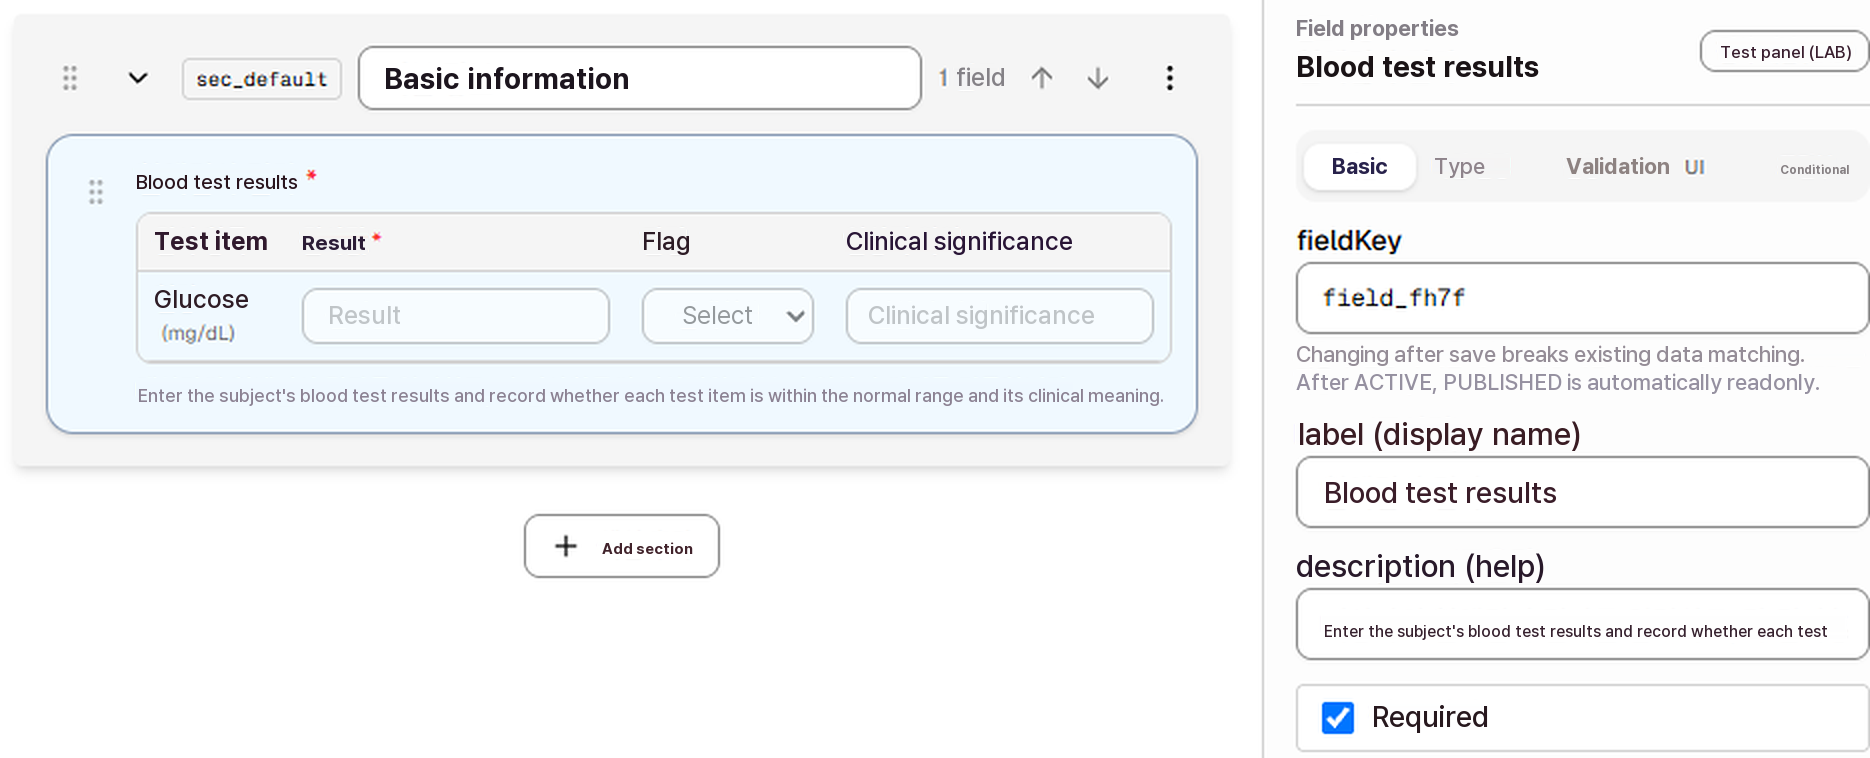 sec_default
Basic information
1 field
Blood test results *
Test item
Result *
Flag
Clinical significance
Glucose
(mg/dL)
Result
Select
Clinical significance
Enter the subject's blood test results and record whether each test item is within the normal range and its clinical meaning.
Add section
Field properties
Blood test results
Test panel (LAB)
Basic
Type
Validation
UI
Conditional
fieldKey
field_fh7f
Changing after save breaks existing data matching.
After ACTIVE, PUBLISHED is automatically readonly.
label (display name)
Blood test results
description (help)
Enter the subject's blood test results and record whether each test
Required